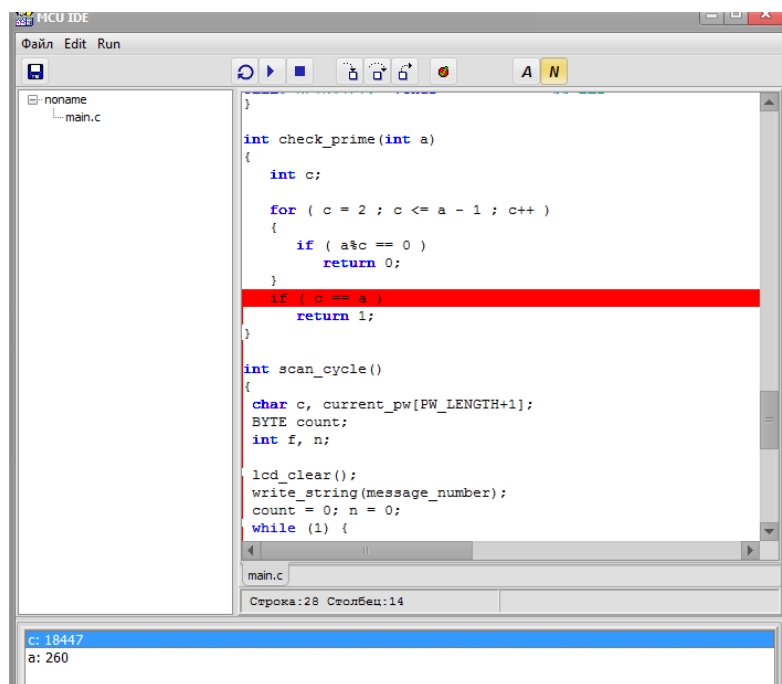 MCU IDE
Файл Edit Run
A N
noname
main.c
}
int check_prime(int a)
{
int c;
for ( c = 2 ; c <= a - 1 ; c++ )
{
if ( a%c == 0 )
return 0;
}
if ( c == a )
return 1;
}
int scan_cycle()
{
char c, current_pw[PW_LENGTH+1];
BYTE count;
int f, n;
lcd_clear();
write_string(message_number);
count = 0; n = 0;
while (1) {
main.c
Строка:28 Столбец:14
c: 18447
a: 260